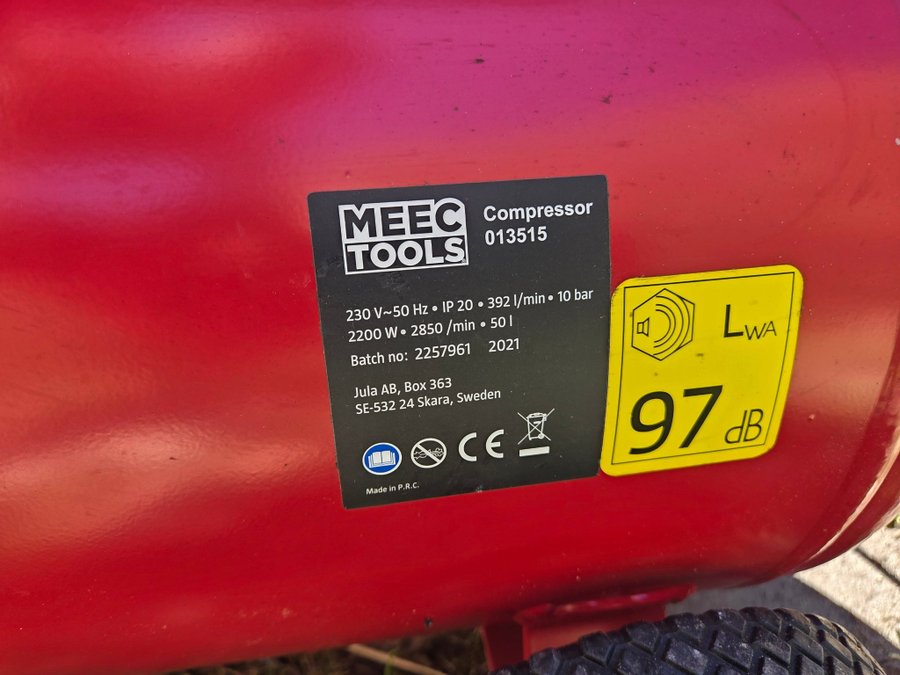 MEEC
TOOLS
Compressor
013515
230 V~50 Hz • IP 20 • 392 l/min • 10 bar
2200 W • 2850 /min • 50 l
Batch no: 2257961 2021
Jula AB, Box 363
SE-532 24 Skara, Sweden
CE
Made in P.R.C.
LWA
97 dB